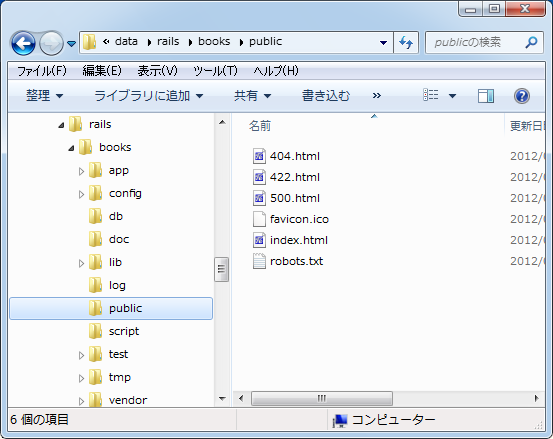 « data rails books public
publicの検索
ファイル(F) 編集(E) 表示(V) ツール(T) ヘルプ(H)
整理 ライブラリに追加 共有 書き込む »
rails
books
app
config
db
doc
lib
log
public
script
test
tmp
vendor
名前 更新日
404.html 2012/
422.html 2012/
500.html 2012/
favicon.ico 2012/
index.html 2012/
robots.txt 2012/
6 個の項目
コンピューター